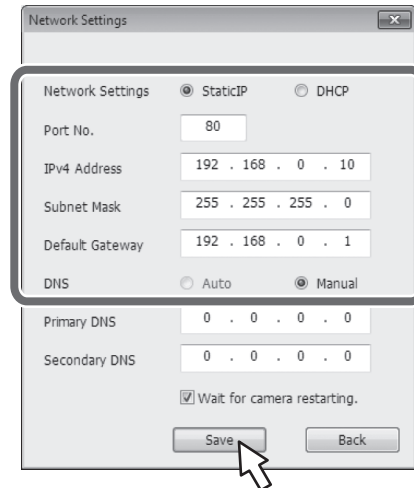 Network Settings
Network Settings StaticIP DHCP
Port No. 80
IPv4 Address 192 . 168 . 0 . 10
Subnet Mask 255 . 255 . 255 . 0
Default Gateway 192 . 168 . 0 . 1
DNS Auto Manual
Primary DNS 0 . 0 . 0 . 0
Secondary DNS 0 . 0 . 0 . 0
Wait for camera restarting.
Save Back